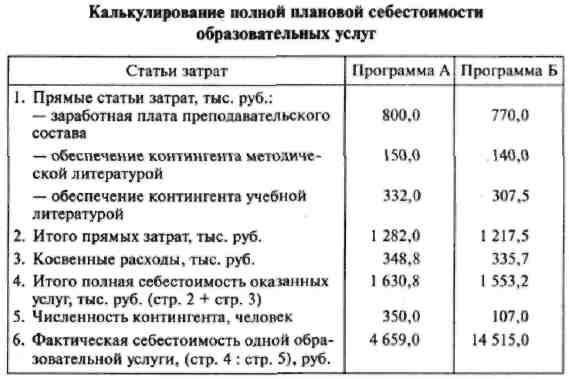 Калькулирование полной плановой себестоимости
образовательных услуг
Статьи затрат Программа А Программа Б
1. Прямые статьи затрат, тыс. руб.:
— заработная плата преподавательского 800,0 770,0
состава
— обеспечение контингента методиче- 150,0 140,0
ской литературой
— обеспечение контингента учебной 332,0 307,5
литературой
2. Итого прямых затрат, тыс. руб. 1 282,0 1 217,5
3. Косвенные расходы, тыс. руб. 348,8 335,7
4. Итого полная себестоимость оказанных 1 630,8 1 553,2
услуг, тыс. руб. (стр. 2 + стр. 3)
5. Численность контингента, человек 350,0 107,0
6. Фактическая себестоимость одной обра- 4 659,0 14 515,0
зовательной услуги, (стр. 4 : стр. 5), руб.